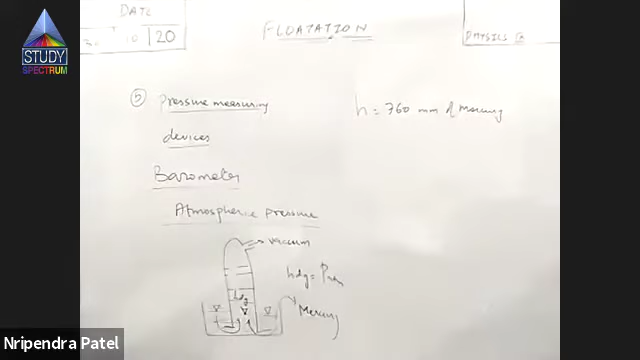 DATE
10 20
FLOATATION
PHYSICS
STUDY
SPECTRUM
⑤ Pressure measuring
devices
h = 760 mm of Mercury
Barometer
Atmospheric pressure
vacuum
hdg = Patm
hdg
Mercury
Nripendra Patel